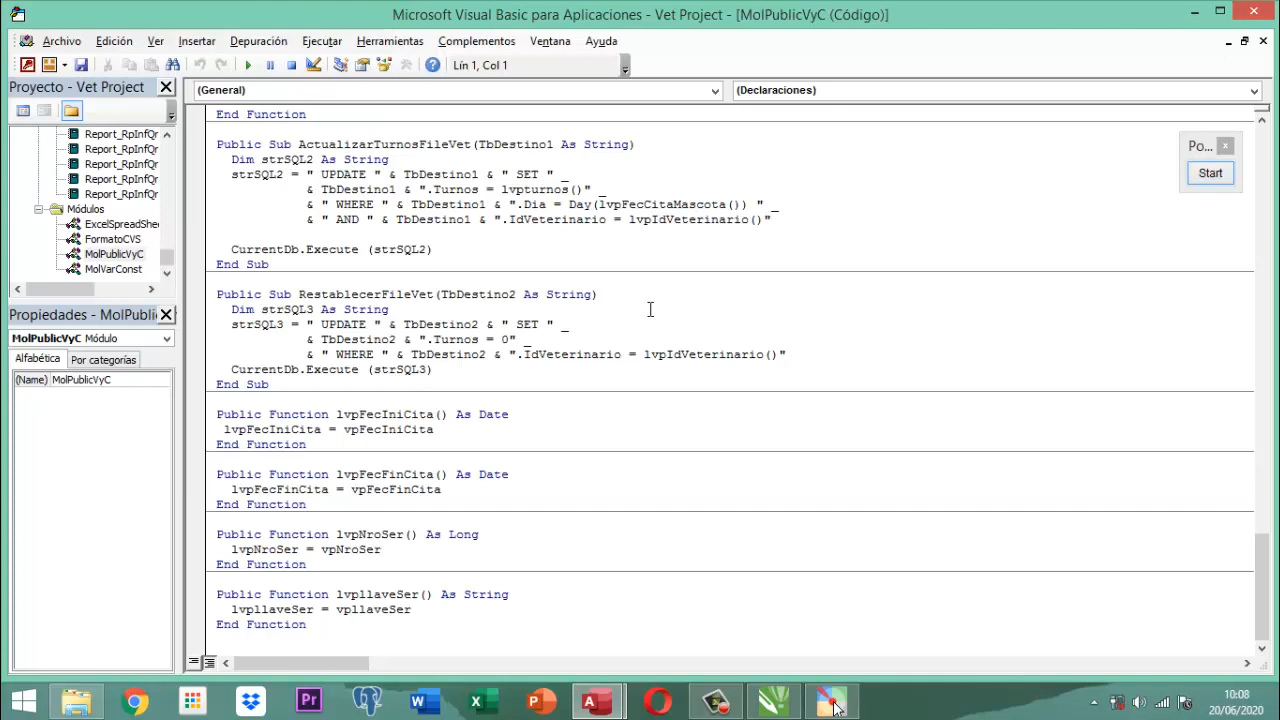 Microsoft Visual Basic para Aplicaciones - Vet Project - [MolPublicVyC (Código)]
Archivo Edición Ver Insertar Formato Depuración Ejecutar Herramientas Complementos Ventana Ayuda
Lín 1, Col 1
Proyecto - Vet Project
(General)
(Declaraciones)
Report_RpInfQr
Report_RpInfQr
Report_RpInfQr
Report_RpInfQr
Report_RpInfQr
Módulos
ExcelSpreadShe
FormatoCVS
MolPublicVyC
MolVarConst
Propiedades - MolPubli
MolPublicVyC Módulo
Alfabética Por categorías
(Name) MolPublicVyC
End Function
Public Sub ActualizarTurnosFileVet(TbDestino1 As String)
Dim strSQL2 As String
strSQL2 = " UPDATE " & TbDestino1 & " SET " _
& TbDestino1 & ".Turnos = lvpturnos()" _
& " WHERE " & TbDestino1 & ".Dia = Day(lvpFecCitaMascota()) " _
& " AND " & TbDestino1 & ".IdVeterinario = lvpIdVeterinario()"
CurrentDb.Execute (strSQL2)
End Sub
Public Sub RestablecerFileVet(TbDestino2 As String)
Dim strSQL3 As String
strSQL3 = " UPDATE " & TbDestino2 & " SET " _
& TbDestino2 & ".Turnos = 0" _
& " WHERE " & TbDestino2 & ".IdVeterinario = lvpIdVeterinario()"
CurrentDb.Execute (strSQL3)
End Sub
Public Function lvpFecIniCita() As Date
lvpFecIniCita = vpFecIniCita
End Function
Public Function lvpFecFinCita() As Date
lvpFecFinCita = vpFecFinCita
End Function
Public Function lvpNroSer() As Long
lvpNroSer = vpNroSer
End Function
Public Function lvpllaveSer() As String
lvpllaveSer = vpllaveSer
End Function
Po...
Start
10:08
20/06/2020